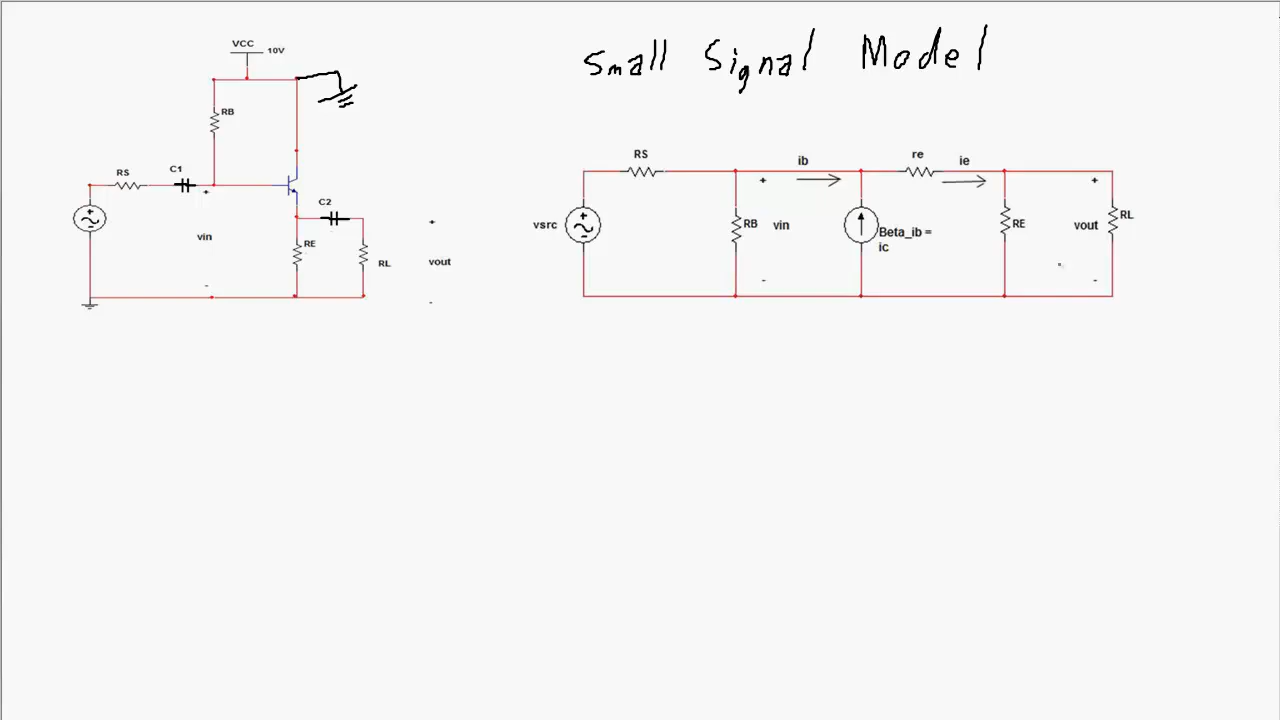 Small Signal Model
VCC
10V
RB
RS
C1
+
vin
-
C2
RE
RL
+
vout
-
RS
ib
re
ie
vsrc
+
RB
vin
-
Beta_ib =
ic
RE
+
vout
-
RL